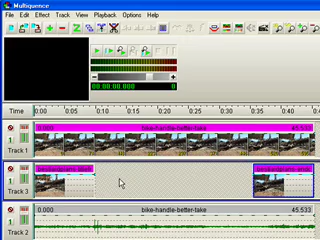 Multiquence
File Edit Effect Track View Playback Options Help
00:00:00.000 0
Time 0:00 0:05 0:10 0:15 0:20 0:25 0:30 0:35 0:40
0.000 bike-handle-better-take 45.533
1
Track 1
1
Track 3
0.000 bike-handle-better-take 45.533
1
Track 2